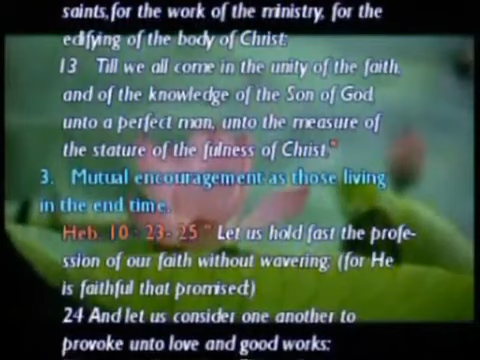 saints,for the work of the ministry, for the
edifying of the body of Christ:
13 Till we all come in the unity of the faith,
and of the knowledge of the Son of God
unto a perfect man, unto the measure of
the stature of the fulness of Christ."
3. Mutual encouragement as those living
in the end time.
Heb. 10 : 23- 25 " Let us hold fast the profe-
ssion of our faith without wavering; (for He
is faithful that promised;)
24 And let us consider one another to
provoke unto love and good works: